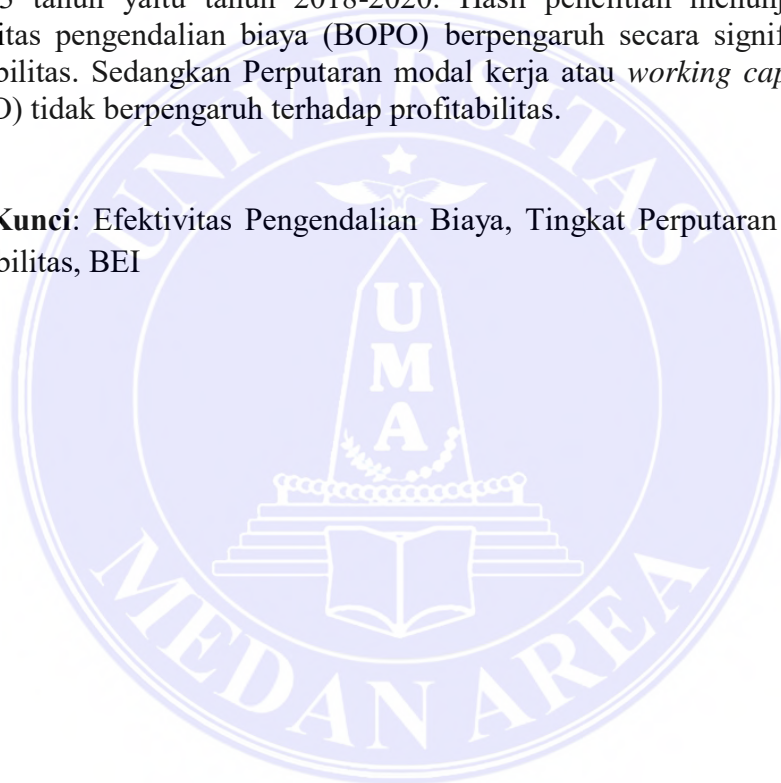 3 tahun yaitu tahun 2018-2020. Hasil penelitian menunj
itas pengendalian biaya (BOPO) berpengaruh secara signif
bilitas. Sedangkan Perputaran modal kerja atau working cap
O) tidak berpengaruh terhadap profitabilitas.
Kunci: Efektivitas Pengendalian Biaya, Tingkat Perputaran
bilitas, BEI
UNIVERSITAS
UMA
MEDAN AREA